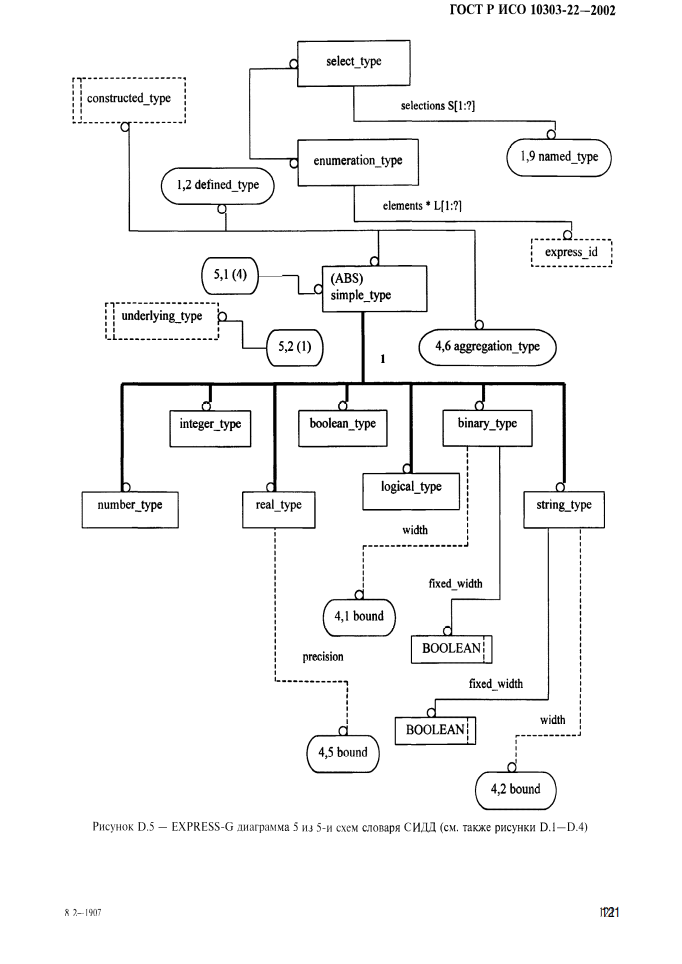 ГОСТ Р ИСО 10303-22—2002
select_type
constructed_type
selections S[1:?]
enumeration_type
1,9 named_type
1,2 defined_type
elements * L[1:?]
express_id
5,1 (4)
(ABS)
simple_type
underlying_type
5,2 (1)
1
4,6 aggregation_type
integer_type
boolean_type
binary_type
logical_type
number_type
real_type
string_type
width
fixed_width
4,1 bound
BOOLEAN
precision
fixed_width
width
BOOLEAN
4,5 bound
4,2 bound
Рисунок D.5 — EXPRESS-G диаграмма 5 из 5-и схем словаря СИДД (см. также рисунки D.1—D.4)
8 2—1907
121